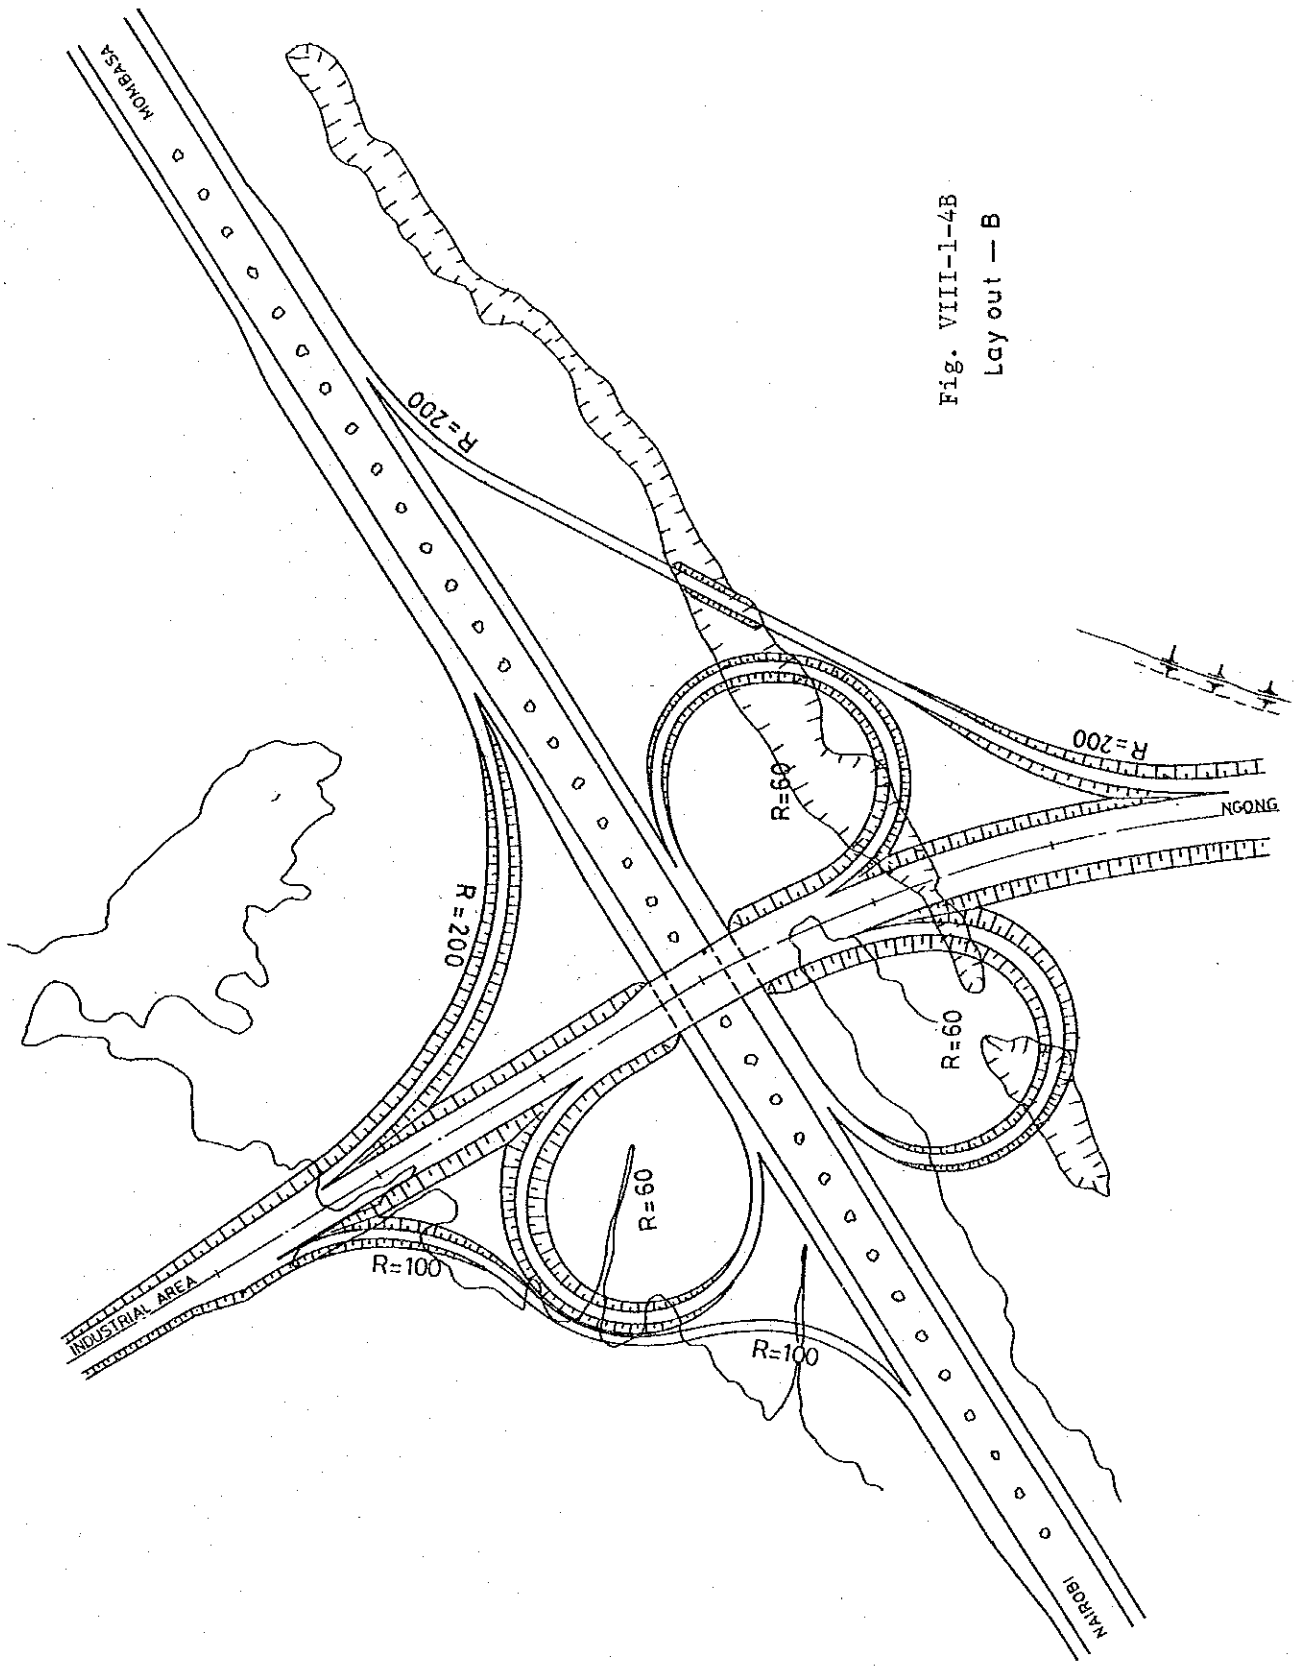 MOMBASA
R=200
Fig. VIII-1-4B
Lay out — B
R=200
R=60
NGONG
R=200
R=60
R=60
R=100
INDUSTRIAL AREA
R=100
NAIROBI